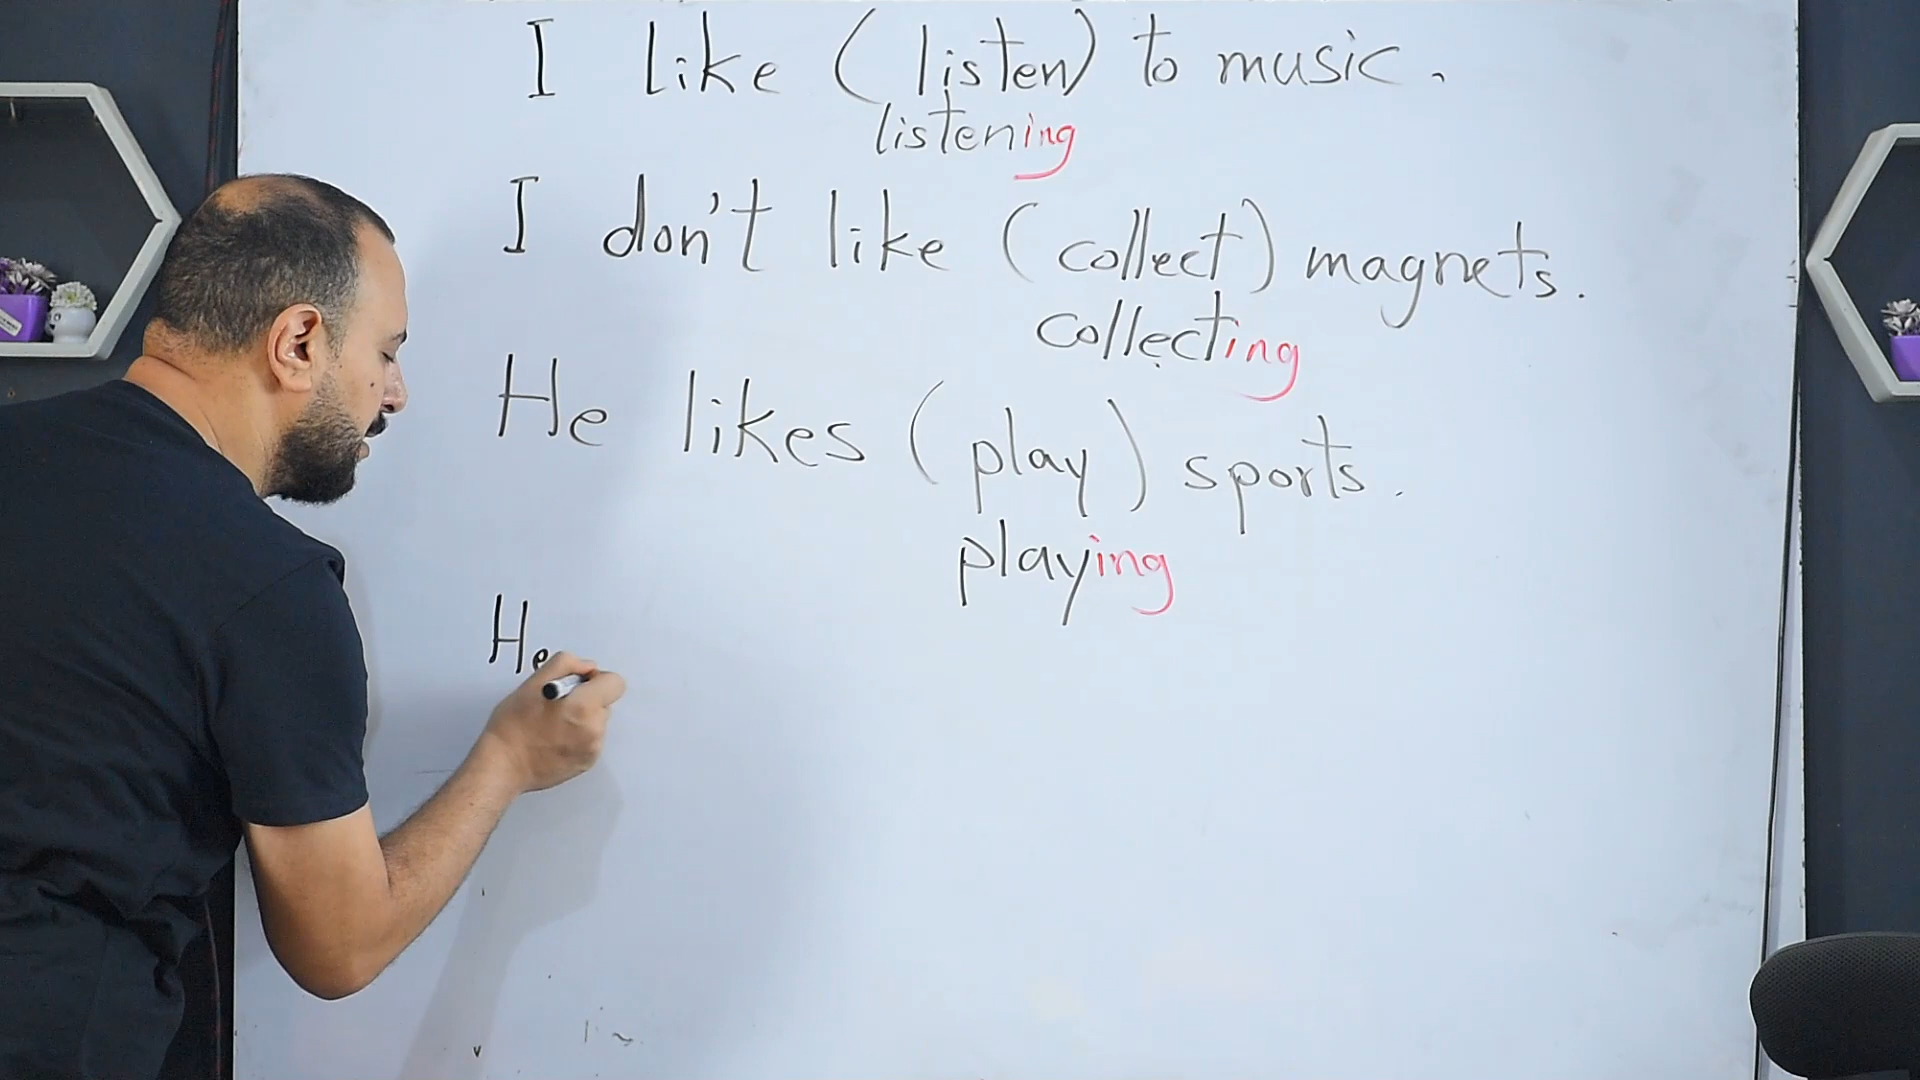 I like (listen) to music.
listening
I don't like (collect) magnets.
collecting
He likes (play) sports.
playing
He